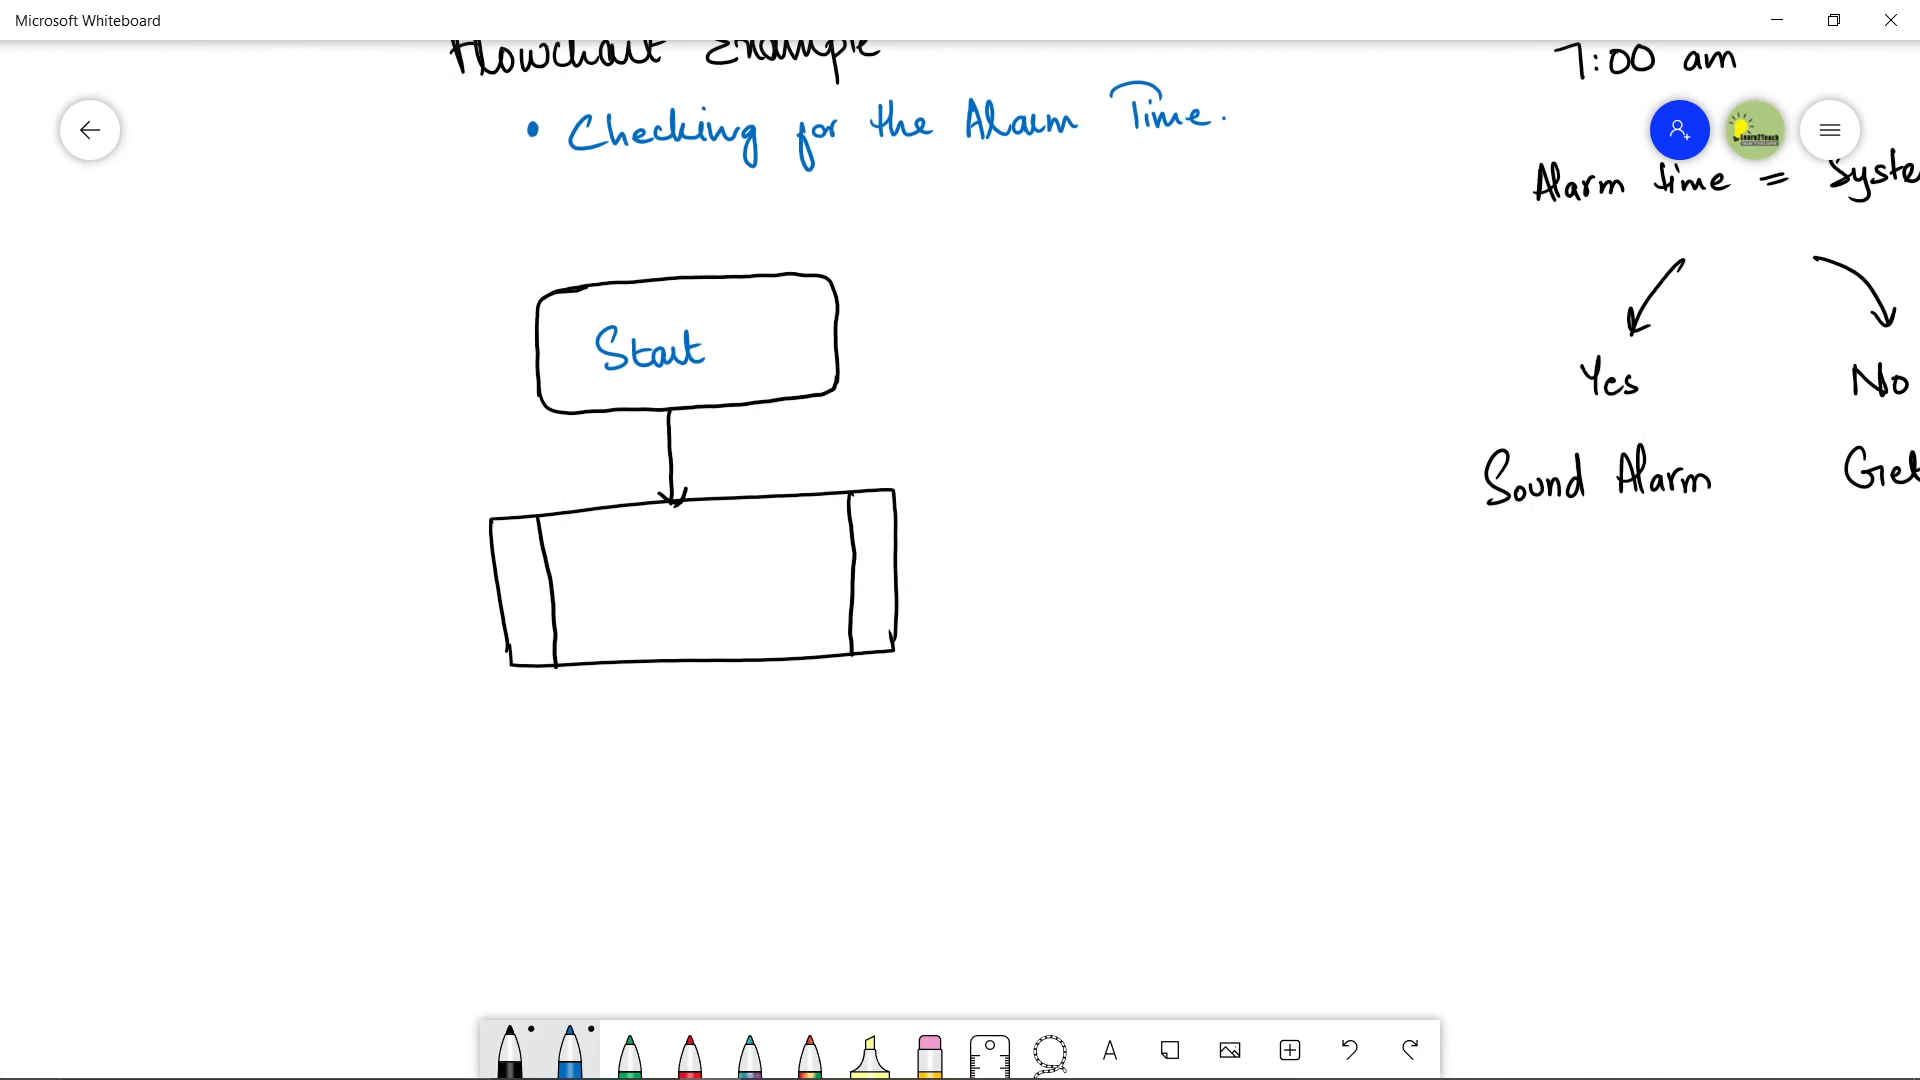 Microsoft Whiteboard
Flowchart Example
• Checking for the Alarm Time.
7:00 am
Learn2Teach
Alarm time = Syste
Start
Yes
No
Sound Alarm
Get